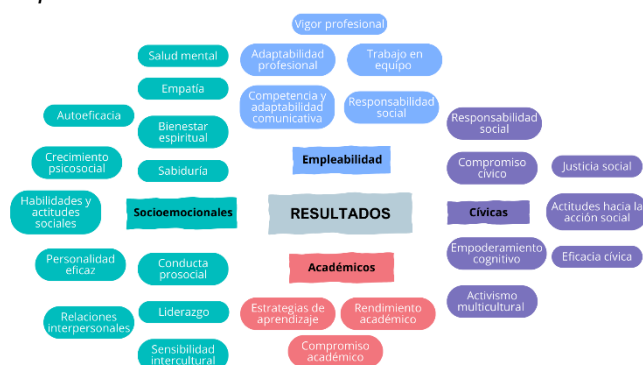 Vigor profesional
Adaptabilidad
profesional
Trabajo en
equipo
Competencia y
adaptabilidad
comunicativa
Responsabilidad
social
Empleabilidad
Salud mental
Empatía
Autoeficacia
Bienestar
espiritual
Crecimiento
psicosocial
Sabiduría
Habilidades y
actitudes
sociales
Socioemocionales
Personalidad
eficaz
Conducta
prosocial
Relaciones
interpersonales
Liderazgo
Sensibilidad
intercultural
RESULTADOS
Académicos
Estrategias de
aprendizaje
Rendimiento
académico
Compromiso
académico
Responsabilidad
social
Compromiso
cívico
Justicia social
Cívicas
Actitudes hacia la
acción social
Empoderamiento
cognitivo
Eficacia cívica
Activismo
multicultural